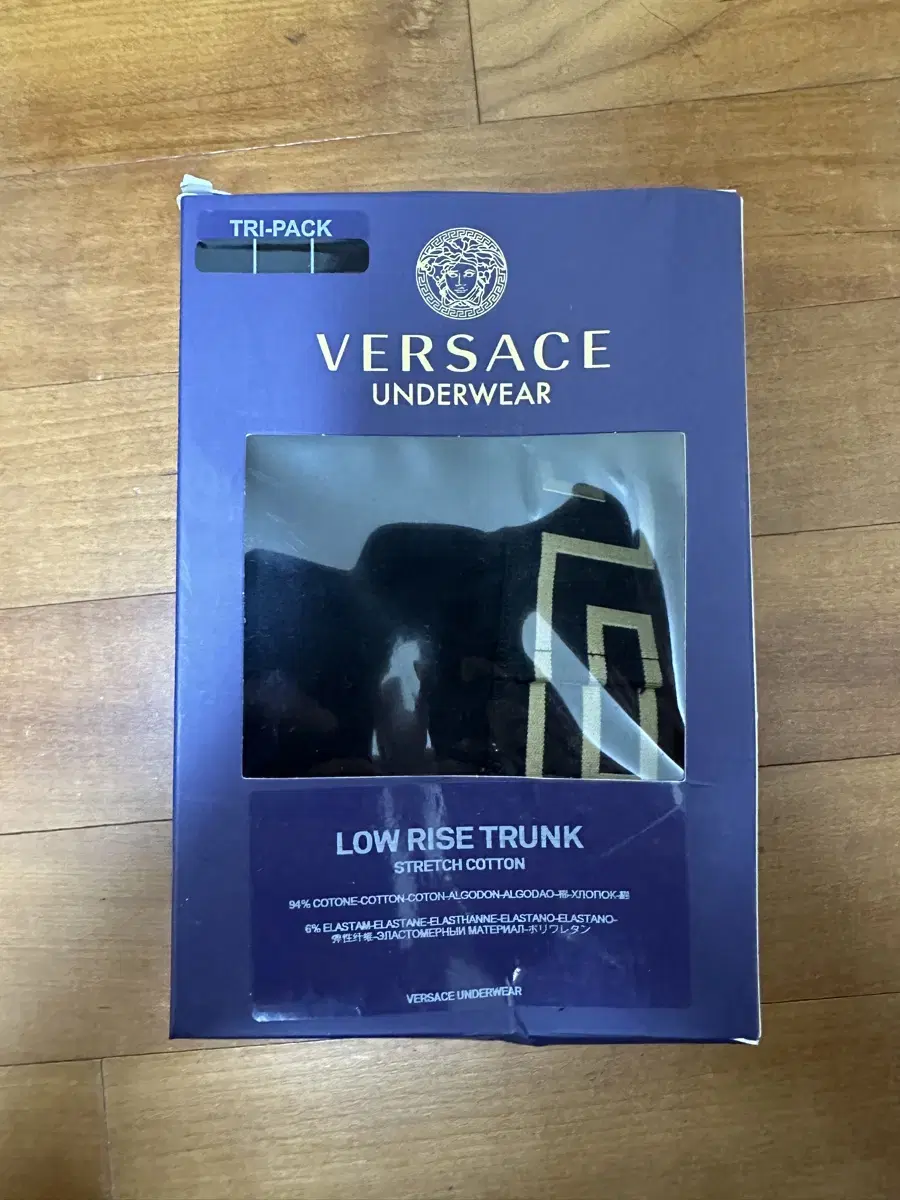 TRI-PACK
VERSACE
UNDERWEAR
LOW RISE TRUNK
STRETCH COTTON
94% COTONE-COTTON-COTON-ALGODON-ALGODAO-棉-ХЛОПОК-綿
6% ELASTAM-ELASTANE-ELASTHANNE-ELASTANO-ELASTANO-
弹性纤维-ЭЛАСТОМЕРНЫИ МАТЕРИАЛ-ポリウレタン
VERSACE UNDERWEAR